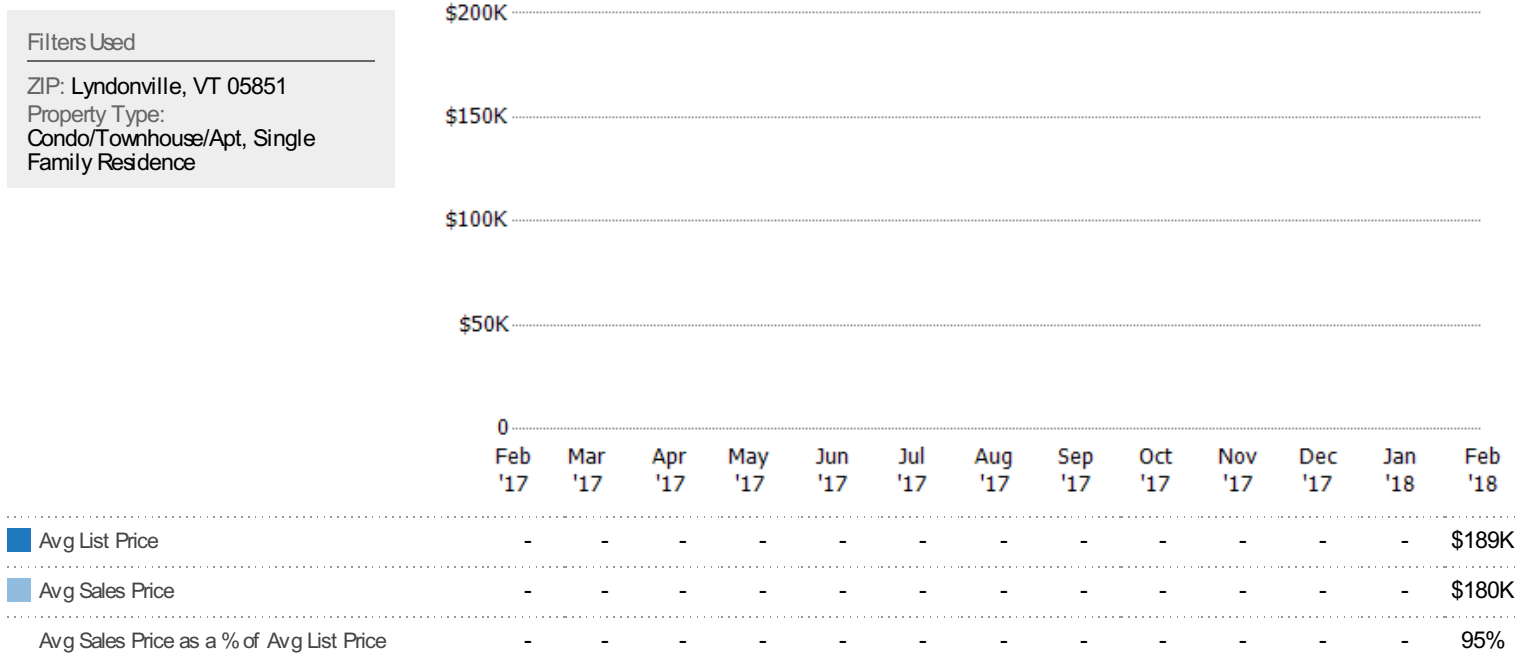 Filters Used
ZIP: Lyndonville, VT 05851
Property Type:
Condo/Townhouse/Apt, Single
Family Residence
$200K
$150K
$100K
$50K
0
Feb Mar Apr May Jun Jul Aug Sep Oct Nov Dec Jan Feb
'17 '17 '17 '17 '17 '17 '17 '17 '17 '17 '17 '18 '18
Avg List Price - - - - - - - - - - - - $189K
Avg Sales Price - - - - - - - - - - - - $180K
Avg Sales Price as a % of Avg List Price - - - - - - - - - - - - 95%